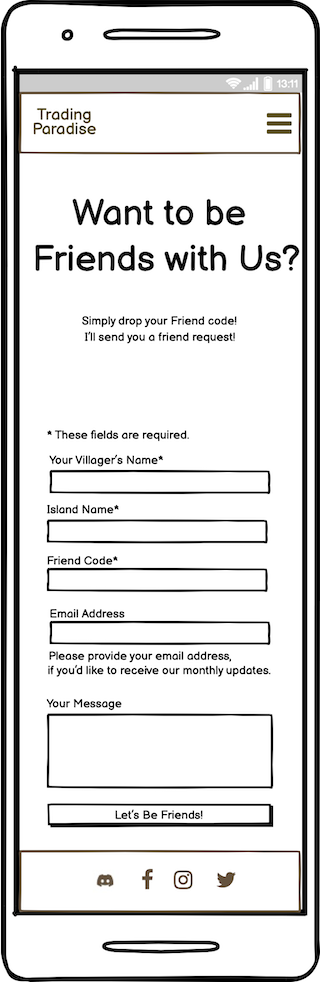 13:11
Trading
Paradise
Want to be
Friends with Us?
Simply drop your Friend code!
I'll send you a friend request!
* These fields are required.
Your Villager's Name*
Island Name*
Friend Code*
Email Address
Please provide your email address,
if you'd like to receive our monthly updates.
Your Message
Let's Be Friends!